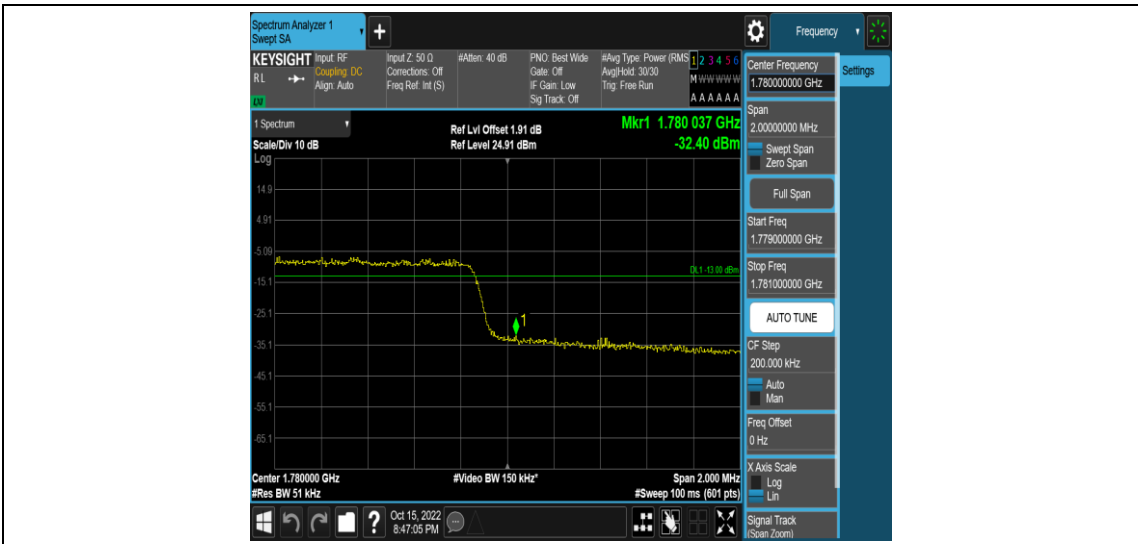 Spectrum Analyzer 1
Swept SA
+
Frequency
KEYSIGHT
RL
LNI
Input: RF
Coupling: DC
Align: Auto
Input Z: 50 Ω
Corrections: Off
Freq Ref: Int (S)
#Atten: 40 dB
PNO: Best Wide
Gate: Off
IF Gain: Low
Sig Track: Off
#Avg Type: Power (RMS
Avg|Hold: 30/30
Trig: Free Run
1 2 3 4 5 6
M W W W W W
A A A A A A
1 Spectrum
Scale/Div 10 dB
Log
Ref Lvl Offset 1.91 dB
Ref Level 24.91 dBm
Mkr1 1.780 037 GHz
-32.40 dBm
14.9
4.91
-5.09
DL1 -13.00 dBm
-15.1
-25.1
1
-35.1
-45.1
-55.1
-65.1
Center 1.780000 GHz
#Res BW 51 kHz
#Video BW 150 kHz*
Span 2.000 MHz
#Sweep 100 ms (601 pts)
?
Oct 15, 2022
8:47:05 PM
Center Frequency
1.780000000 GHz
Settings
Span
2.00000000 MHz
Swept Span
Zero Span
Full Span
Start Freq
1.779000000 GHz
Stop Freq
1.781000000 GHz
AUTO TUNE
CF Step
200.000 kHz
Auto
Man
Freq Offset
0 Hz
X Axis Scale
Log
Lin
Signal Track
(Span Zoom)